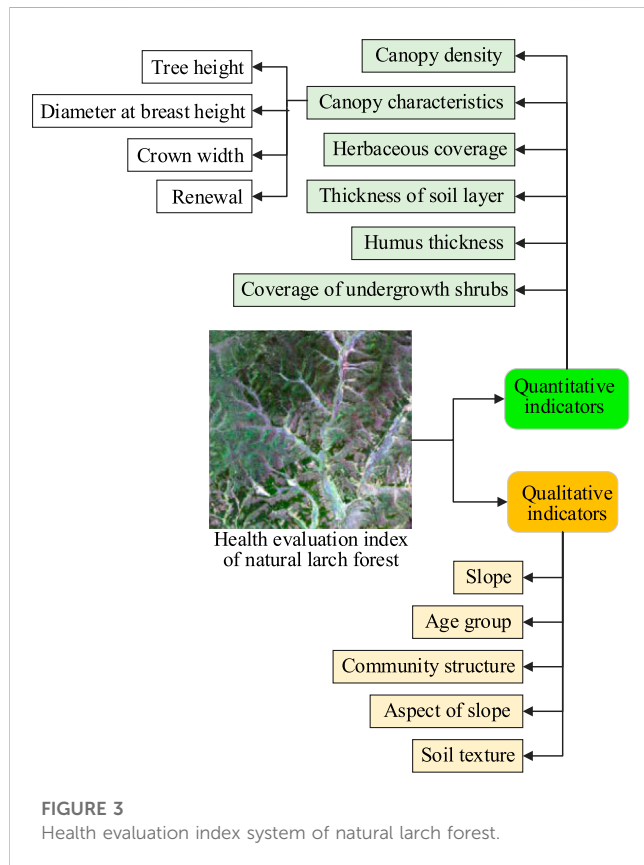 Tree height
Diameter at breast height
Crown width
Renewal
Canopy density
Canopy characteristics
Herbaceous coverage
Thickness of soil layer
Humus thickness
Coverage of undergrowth shrubs
Quantitative
indicators
Qualitative
indicators
Health evaluation index
of natural larch forest
Slope
Age group
Community structure
Aspect of slope
Soil texture
FIGURE 3
Health evaluation index system of natural larch forest.